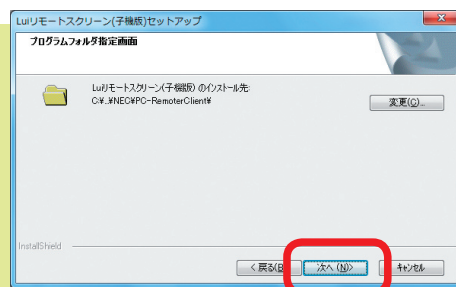 Luiリモートスクリーン(子機版)セットアップ
プログラムフォルダ指定画面
Luiリモートスクリーン(子機版) のインストール先:
C:¥...¥NEC¥PC-RemoterClient¥
変更(C)...
InstallShield
< 戻る(B
次へ (N)>
キャンセル